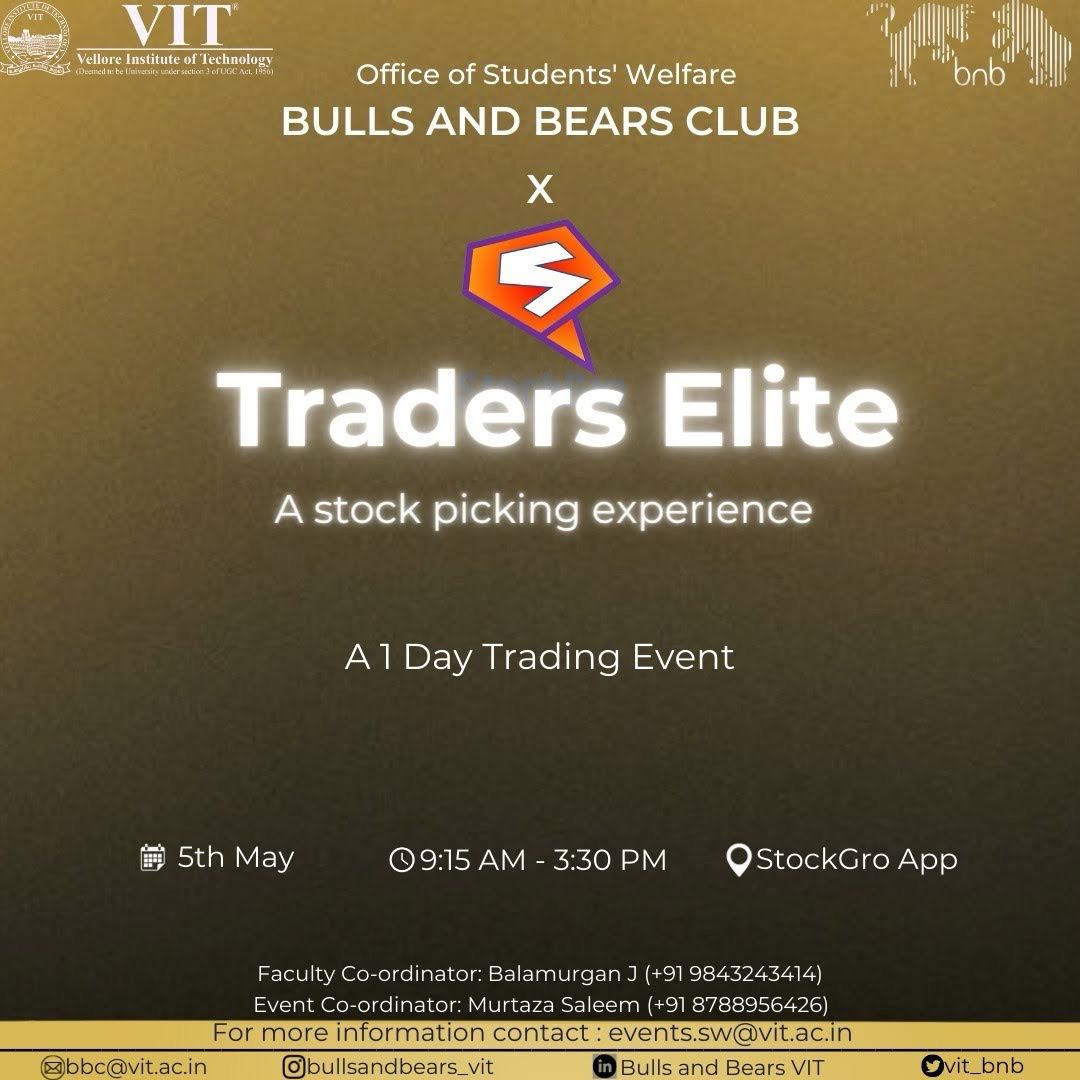 VIT
VIT®
Vellore Institute of Technology
(Deemed to be University under section 3 of UGC Act, 1956)
bnb
Office of Students' Welfare
BULLS AND BEARS CLUB
X
S
Traders Elite
A stock picking experience
A 1 Day Trading Event
5th May
9:15 AM - 3:30 PM
StockGro App
Faculty Co-ordinator: Balamurgan J (+91 9843243414)
Event Co-ordinator: Murtaza Saleem (+91 8788956426)
For more information contact : events.sw@vit.ac.in
bbc@vit.ac.in
bullsandbears_vit
in
Bulls and Bears VIT
vit_bnb